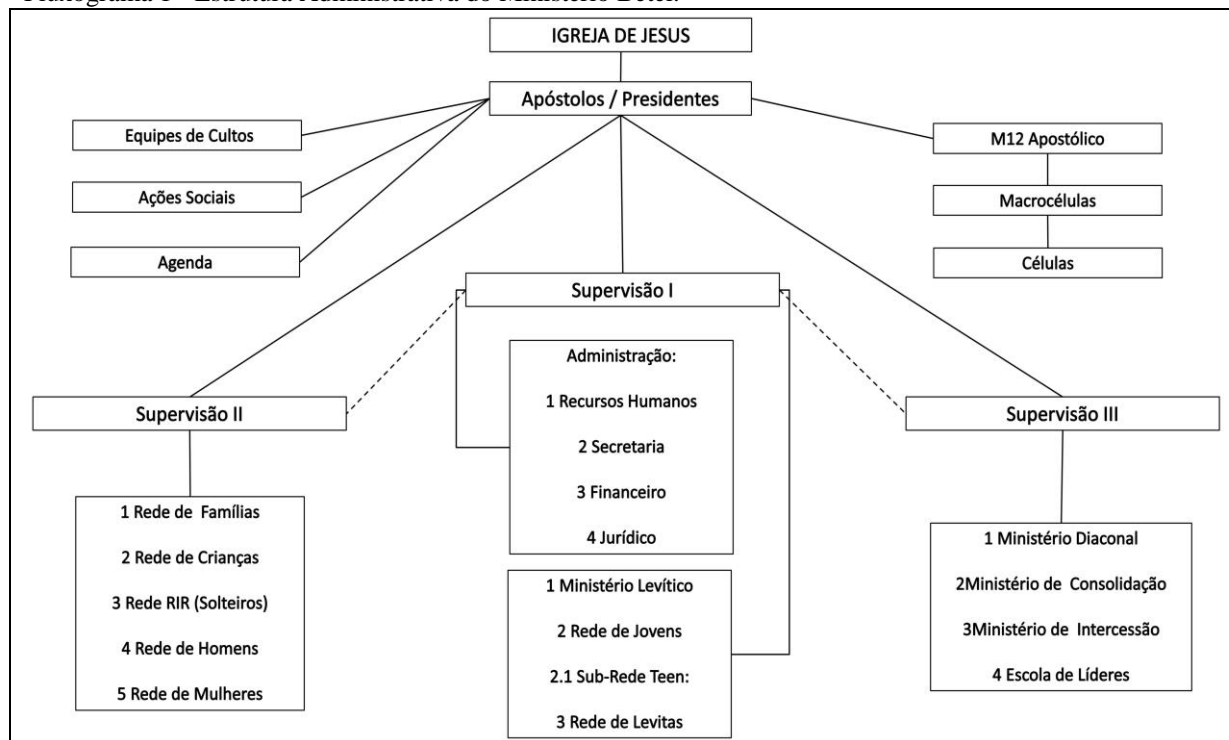 Fluxograma 1 - Estrutura Administrativa do Ministério Betel.
IGREJA DE JESUS
Apóstolos / Presidentes
Equipes de Cultos
Ações Sociais
Agenda
M12 Apostólico
Macrocélulas
Células
Supervisão I
Administração:
1 Recursos Humanos
2 Secretaria
3 Financeiro
4 Jurídico
1 Ministério Levítico
2 Rede de Jovens
2.1 Sub-Rede Teen:
3 Rede de Levitas
Supervisão II
1 Rede de Famílias
2 Rede de Crianças
3 Rede RIR (Solteiros)
4 Rede de Homens
5 Rede de Mulheres
Supervisão III
1 Ministério Diaconal
2Ministério de Consolidação
3Ministério de Intercessão
4 Escola de Líderes